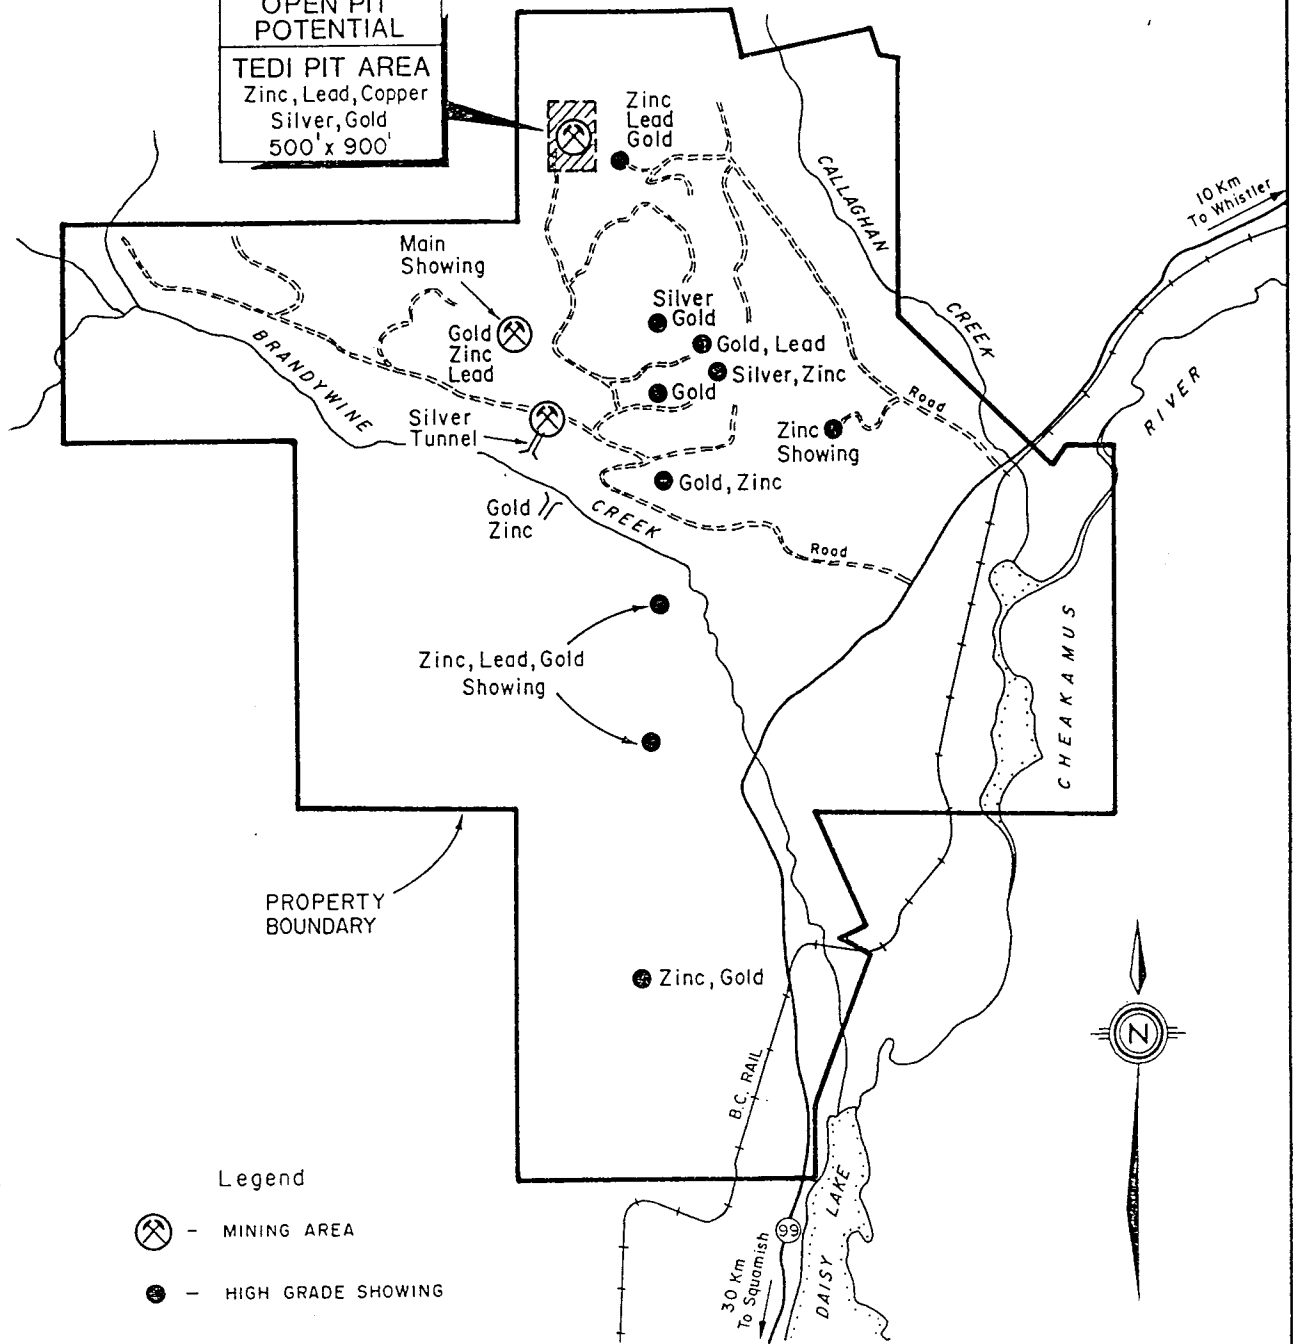 OPEN PIT
POTENTIAL
TEDI PIT AREA
Zinc, Lead, Copper
Silver, Gold
500' x 900'
Zinc
Lead
Gold
CALLAGHAN
CREEK
10 Km
To Whistler
Main
Showing
Gold
Zinc
Lead
Silver
Gold
Gold, Lead
Silver, Zinc
Gold
BRANDYWINE
CREEK
Silver
Tunnel
Zinc
Showing
Road
RIVER
Gold, Zinc
Gold
Zinc
Road
Zinc, Lead, Gold
Showing
CHEAKAMUS
PROPERTY
BOUNDARY
Zinc, Gold
B.C. RAIL
N
Legend
- MINING AREA
- HIGH GRADE SHOWING
99
30 Km
To Squamish
DAISY LAKE